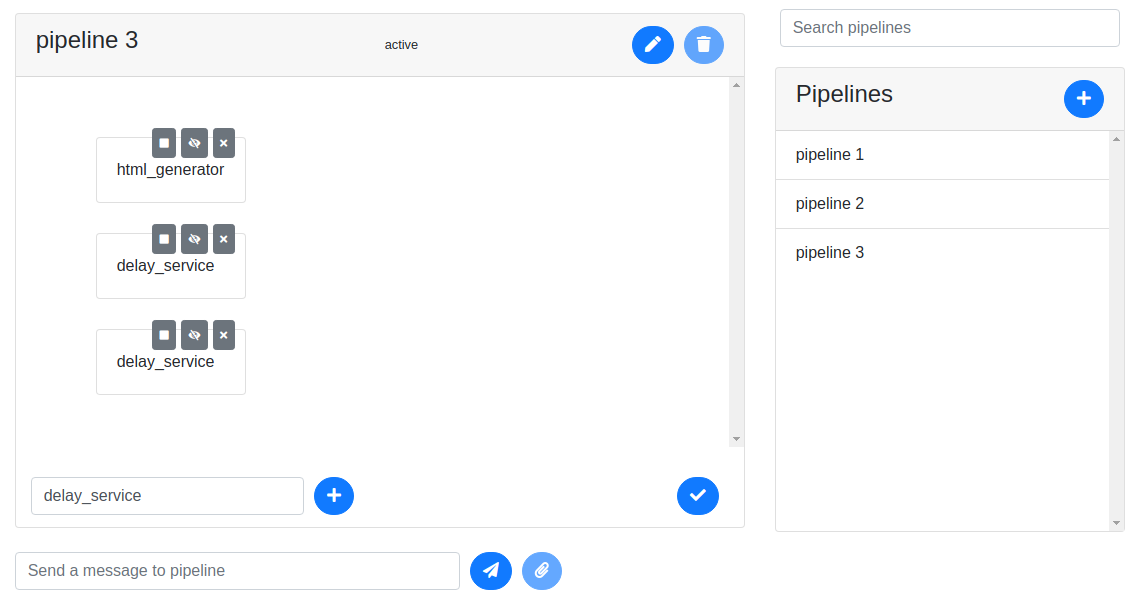 pipeline 3
active
html_generator
delay_service
delay_service
delay_service
Send a message to pipeline
Search pipelines
Pipelines
pipeline 1
pipeline 2
pipeline 3